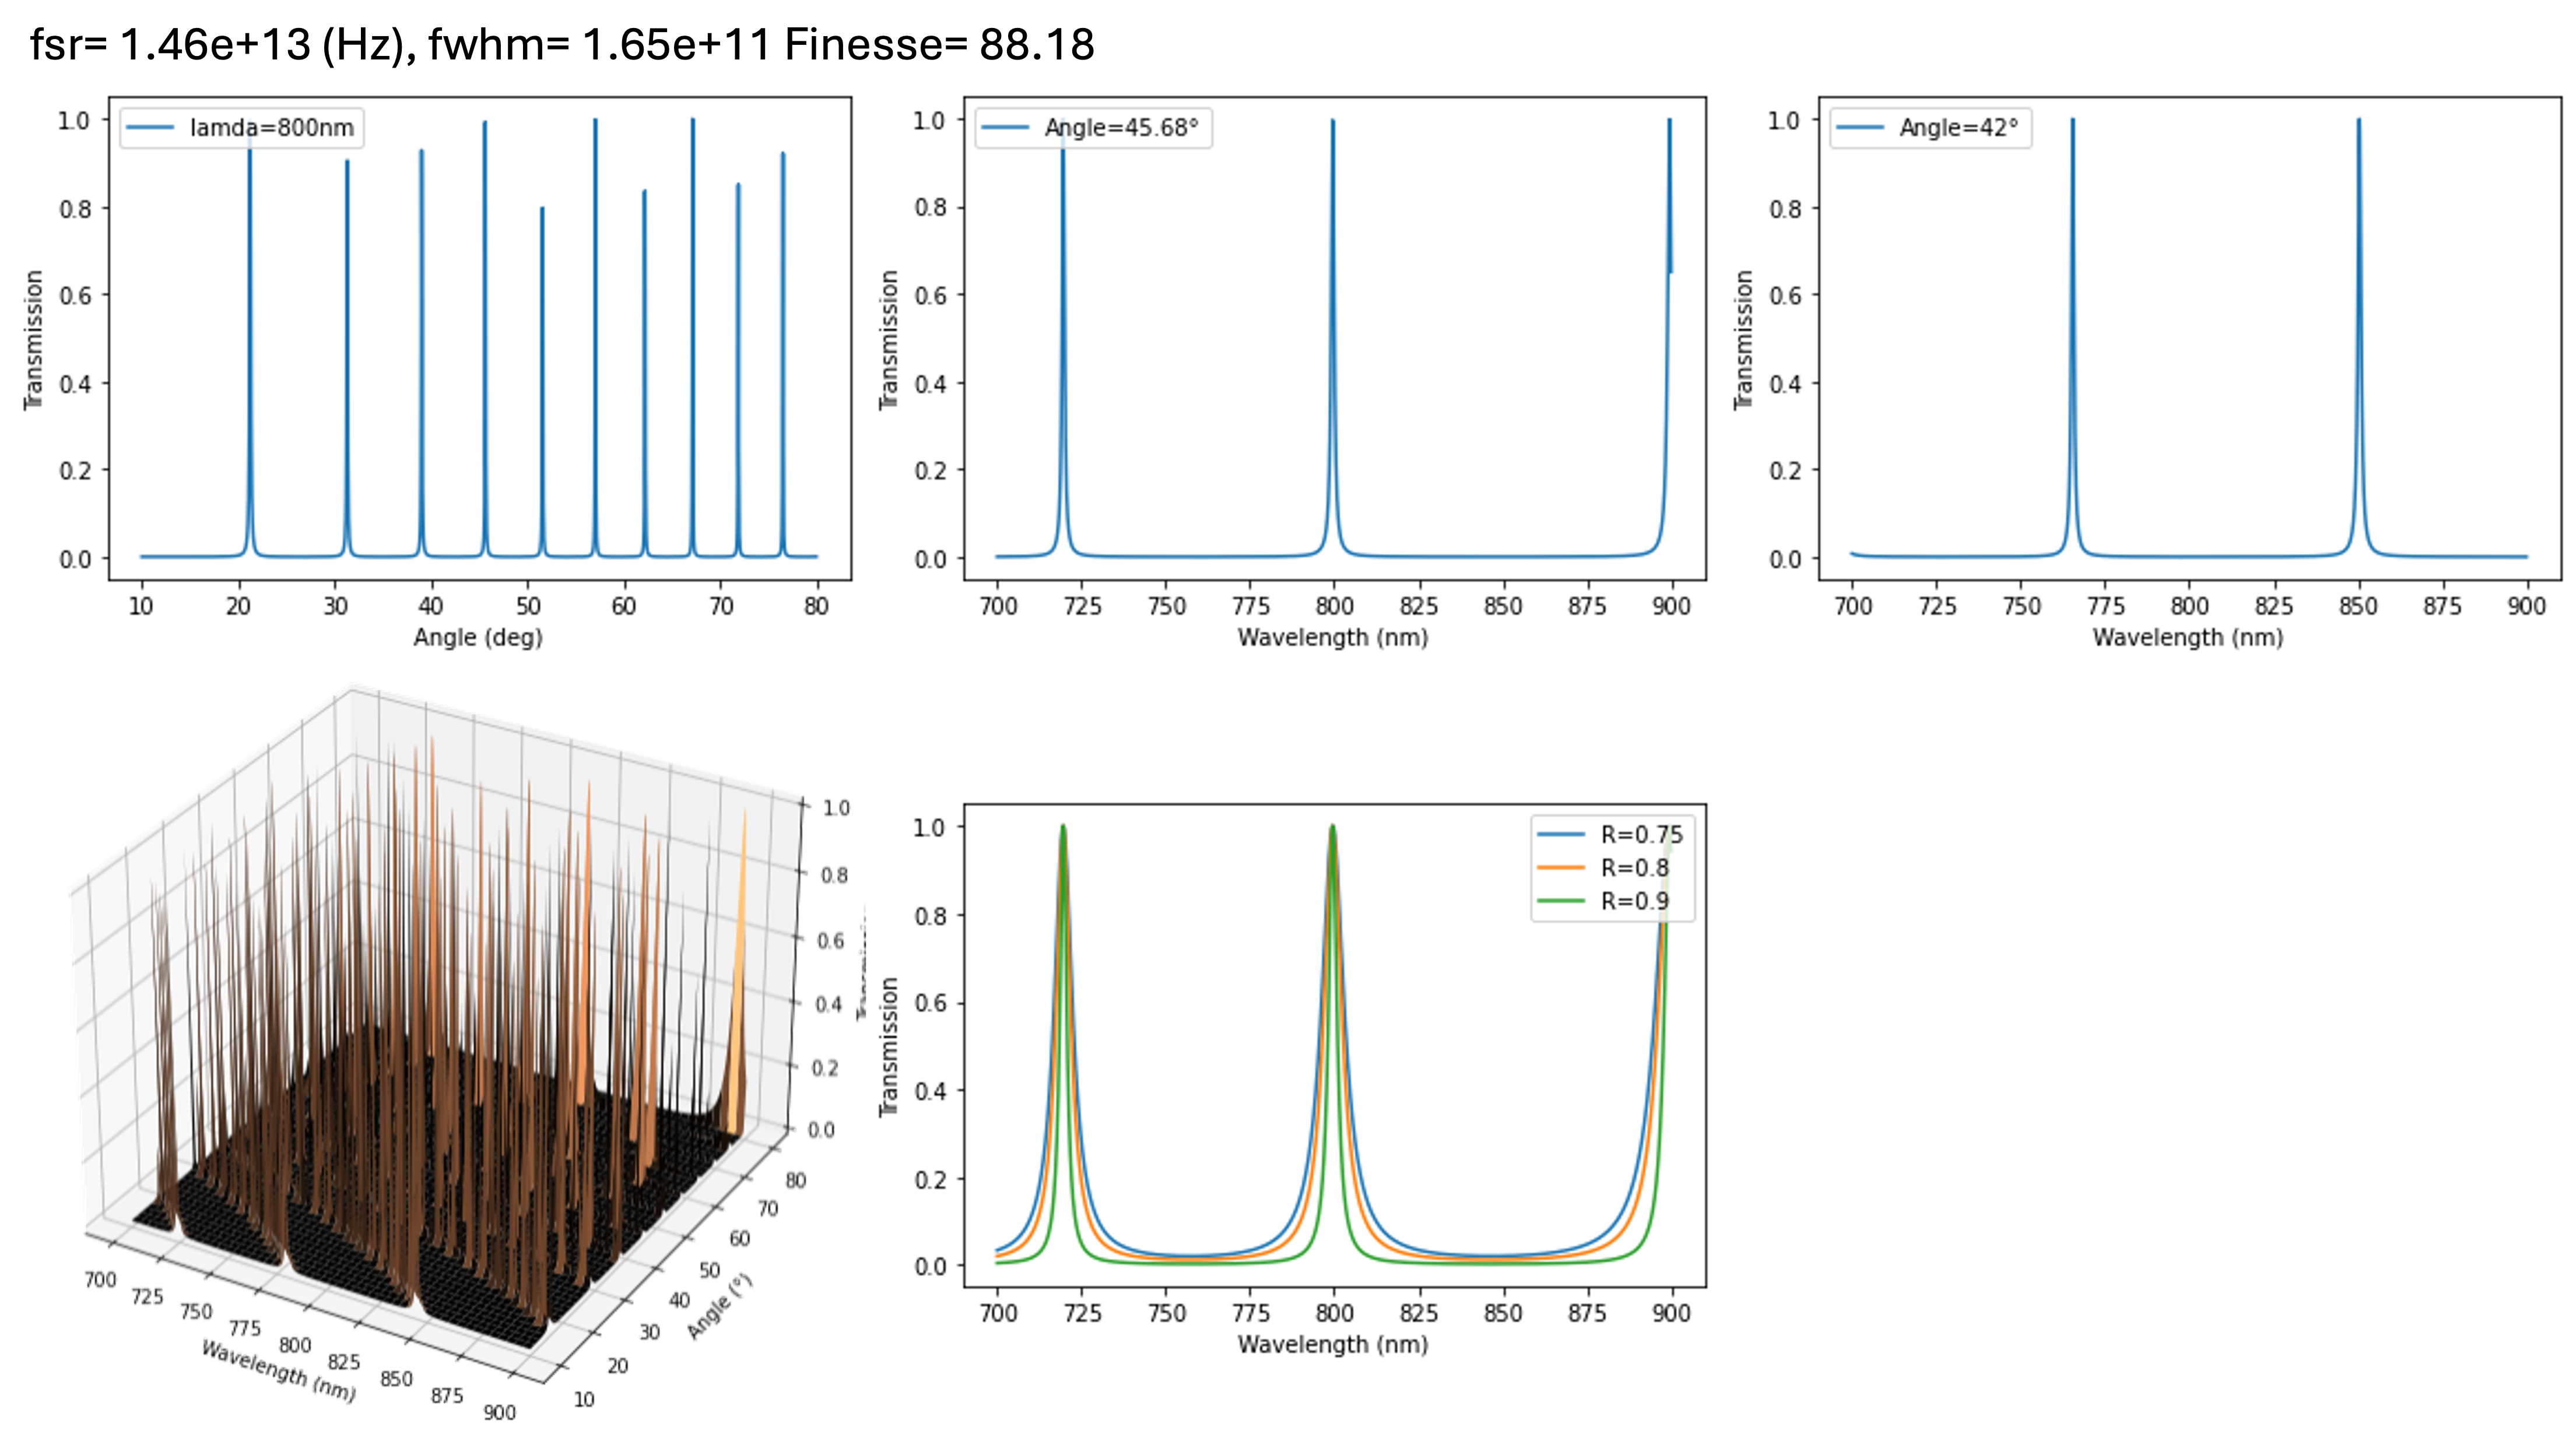 fsr= 1.46e+13 (Hz), fwhm= 1.65e+11 Finesse= 88.18
lamda=800nm
1.0
0.8
0.6
0.4
0.2
0.0
Transmission
10 20 30 40 50 60 70 80
Angle (deg)
Angle=45.68°
1.0
0.8
0.6
0.4
0.2
0.0
Transmission
700 725 750 775 800 825 850 875 900
Wavelength (nm)
Angle=42°
1.0
0.8
0.6
0.4
0.2
0.0
Transmission
700 725 750 775 800 825 850 875 900
Wavelength (nm)
1.0
0.8
0.6
0.4
0.2
0.0
700 725 750 775 800 825 850 875 900
Wavelength (nm)
10 20 30 40 50 60 70 80
Angle (°)
R=0.75
R=0.8
R=0.9
1.0
0.8
0.6
0.4
0.2
0.0
Transmission
700 725 750 775 800 825 850 875 900
Wavelength (nm)